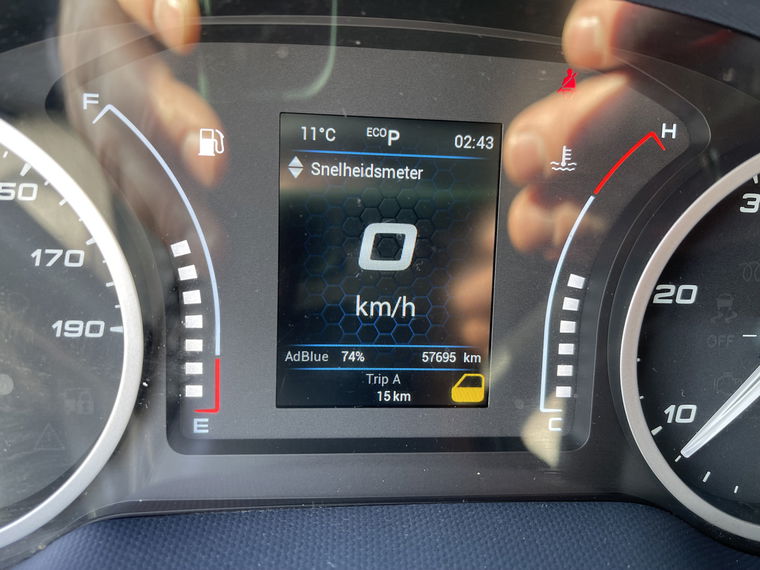 F
H
11°C ECO P 02:43
Snelheidsmeter
0
km/h
AdBlue 74% 57695 km
Trip A
15 km
E
C
150
170
190
30
20
10
OFF